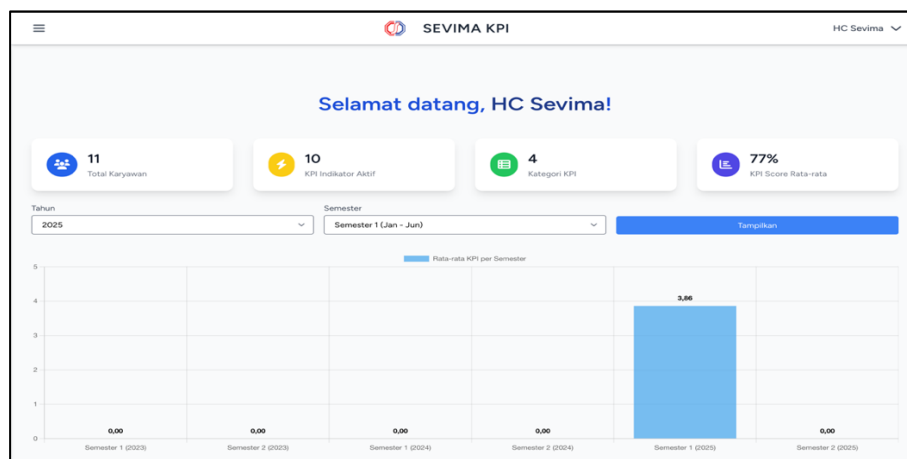 SEVIMA KPI
HC Sevima
Selamat datang, HC Sevima!
11
Total Karyawan
10
KPI Indikator Aktif
4
Kategori KPI
77%
KPI Score Rata-rata
Tahun
2025
Semester
Semester 1 (Jan - Jun)
Tampilkan
Rata-rata KPI per Semester
5
4
3
2
1
0
3,86
0,00 0,00 0,00 0,00 0,00
Semester 1 (2023) Semester 2 (2023) Semester 1 (2024) Semester 2 (2024) Semester 1 (2025) Semester 2 (2025)